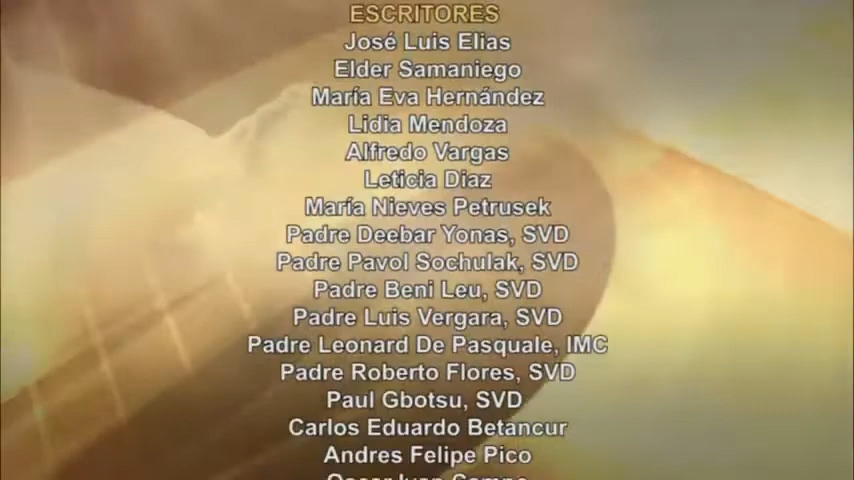 ESCRITORES
José Luis Elias
Elder Samaniego
María Eva Hernández
Lidia Mendoza
Alfredo Vargas
Leticia Diaz
María Nieves Petrusek
Padre Deebar Yonas, SVD
Padre Pavol Sochulak, SVD
Padre Beni Leu, SVD
Padre Luis Vergara, SVD
Padre Leonard De Pasquale, IMC
Padre Roberto Flores, SVD
Paul Gbotsu, SVD
Carlos Eduardo Betancur
Andres Felipe Pico